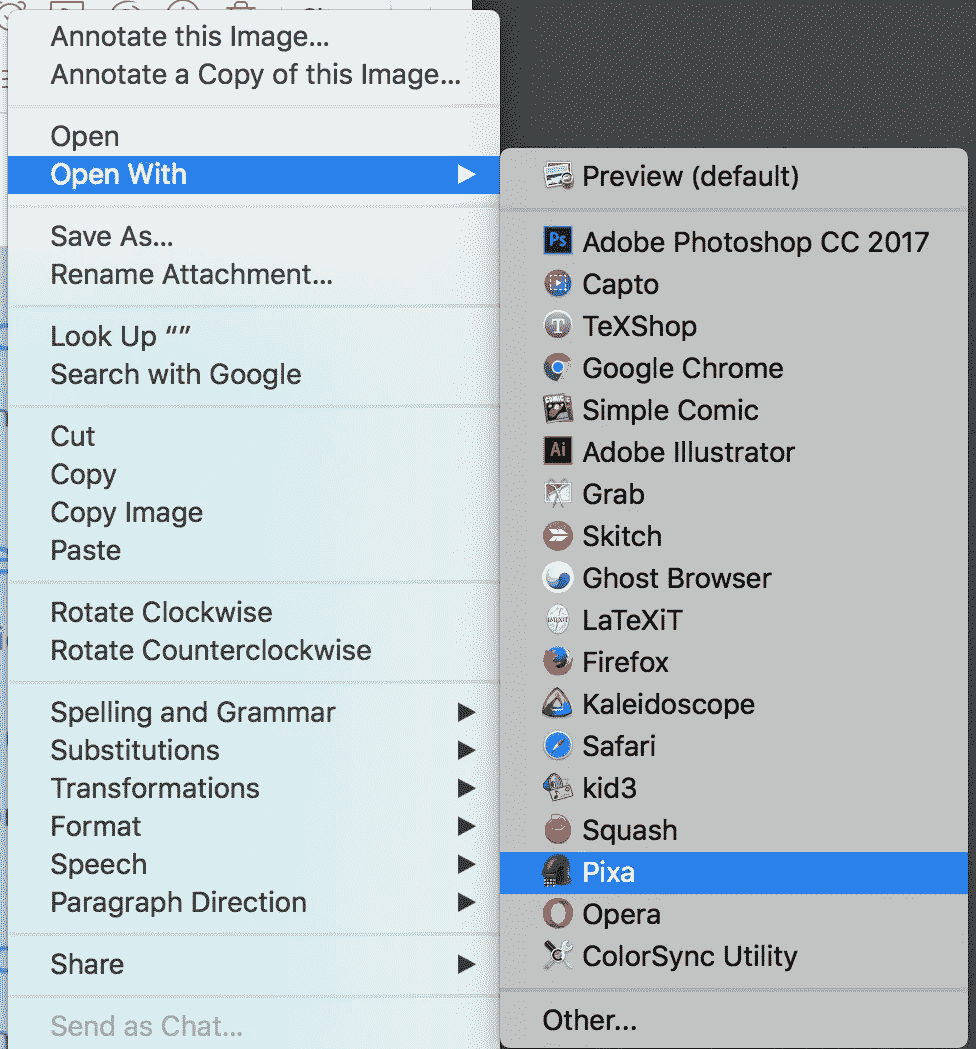 Annotate this Image...
Annotate a Copy of this Image...
Open
Open With
Save As...
Rename Attachment...
Look Up “”
Search with Google
Cut
Copy
Copy Image
Paste
Rotate Clockwise
Rotate Counterclockwise
Spelling and Grammar
Substitutions
Transformations
Format
Speech
Paragraph Direction
Share
Send as Chat...
Preview (default)
Ps Adobe Photoshop CC 2017
Capto
T TeXShop
Google Chrome
COMIC Simple Comic
Ai Adobe Illustrator
Grab
Skitch
Ghost Browser
LaTeXiT
Firefox
Kaleidoscope
Safari
kid3
Squash
Pixa
Opera
ColorSync Utility
Other...